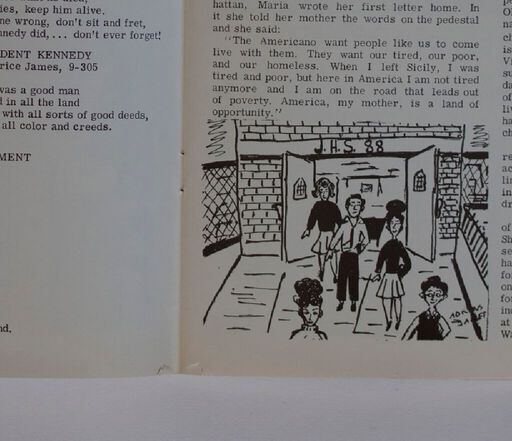 ies, keep him alive.
ne wrong, don't sit and fret,
nnedy did, ... don't ever forget!
DENT KENNEDY
rice James, 9-305
was a good man
d in all the land
with all sorts of good deeds,
all color and creeds.
MENT
nd.
hattan, Maria wrote her first letter home. In
it she told her mother the words on the pedestal
and she said:
"The Americano want people like us to come
live with them. They want our tired, our poor,
and our homeless. When I left Sicily, I was
tired and poor, but here in America I am not tired
anymore and I am on the road that leads out
of poverty. America, my mother, is a land of
opportunity."
J.H.S. 88